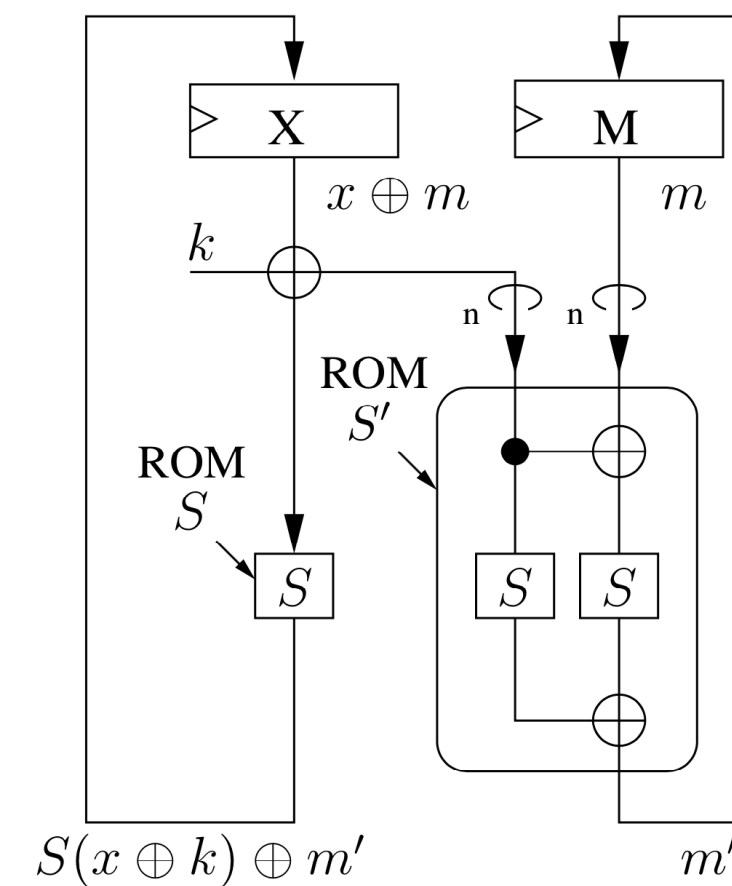 X M
x ⊕ m m
k
n n
ROM
S′
ROM
S
S S S
S(x ⊕ k) ⊕ m′ m′